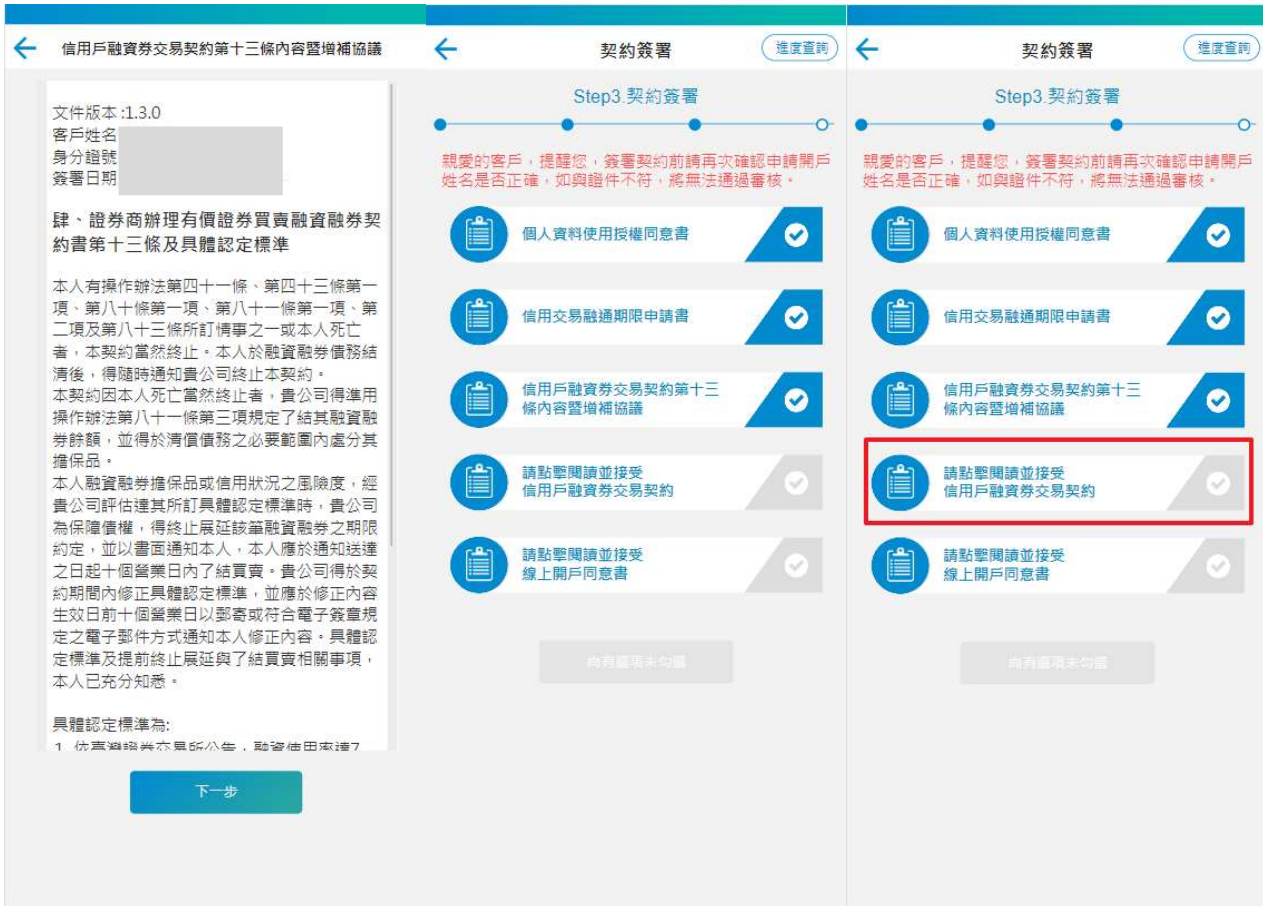 信用戶融資券交易契約第十三條內容暨增補協議
文件版本 :1.3.0
客戶姓名
身分證號
簽署日期
肆、證券商辦理有價證券買賣融資融券契
約書第十三條及具體認定標準
本人有操作辦法第四十一條、第四十三條第一
項、第八十條第一項、第八十一條第一項、第
二項及第八十三條所訂情事之一或本人死亡
者，本契約當然終止。本人於融資融券債務結
清後，得隨時通知貴公司終止本契約。
本契約因本人死亡當然終止者，貴公司得準用
操作辦法第八十一條第三項規定了結其融資融
券餘額，並得於清償債務之必要範圍內處分其
擔保品。
本人融資融券擔保品或信用狀況之風險度，經
貴公司評估達其所訂具體認定標準時，貴公司
為保障債權，得終止展延該筆融資融券之期限
約定，並以書面通知本人，本人應於通知送達
之日起十個營業日內了結買賣。貴公司得於契
約期間內修正具體認定標準，並應於修正內容
生效日前十個營業日以郵寄或符合電子簽章規
定之電子郵件方式通知本人修正內容。具體認
定標準及提前終止展延與了結買賣相關事項，
本人已充分知悉。
具體認定標準為:
1. 依臺灣證券交易所公告，融資使用率達7
下一步
契約簽署
進度查詢
Step3.契約簽署
親愛的客戶，提醒您，簽署契約前請再次確認申請開戶
姓名是否正確，如與證件不符，將無法通過審核。
個人資料使用授權同意書
信用交易融通期限申請書
信用戶融資券交易契約第十三
條內容暨增補協議
請點擊閱讀並接受
信用戶融資券交易契約
請點擊閱讀並接受
線上開戶同意書
尚有選項未勾選
契約簽署
進度查詢
Step3.契約簽署
親愛的客戶，提醒您，簽署契約前請再次確認申請開戶
姓名是否正確，如與證件不符，將無法通過審核。
個人資料使用授權同意書
信用交易融通期限申請書
信用戶融資券交易契約第十三
條內容暨增補協議
請點擊閱讀並接受
信用戶融資券交易契約
請點擊閱讀並接受
線上開戶同意書
尚有選項未勾選